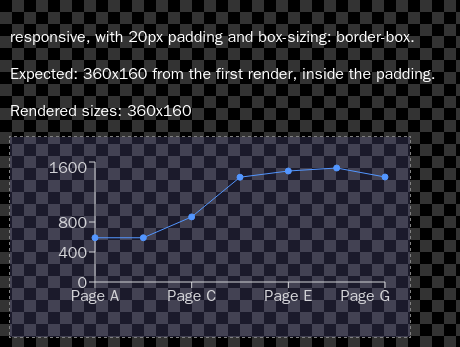 responsive, with 20px padding and box-sizing: border-box.
Expected: 360x160 from the first render, inside the padding.
Rendered sizes: 360x160
1600
800
400
0
Page A Page C Page E Page G